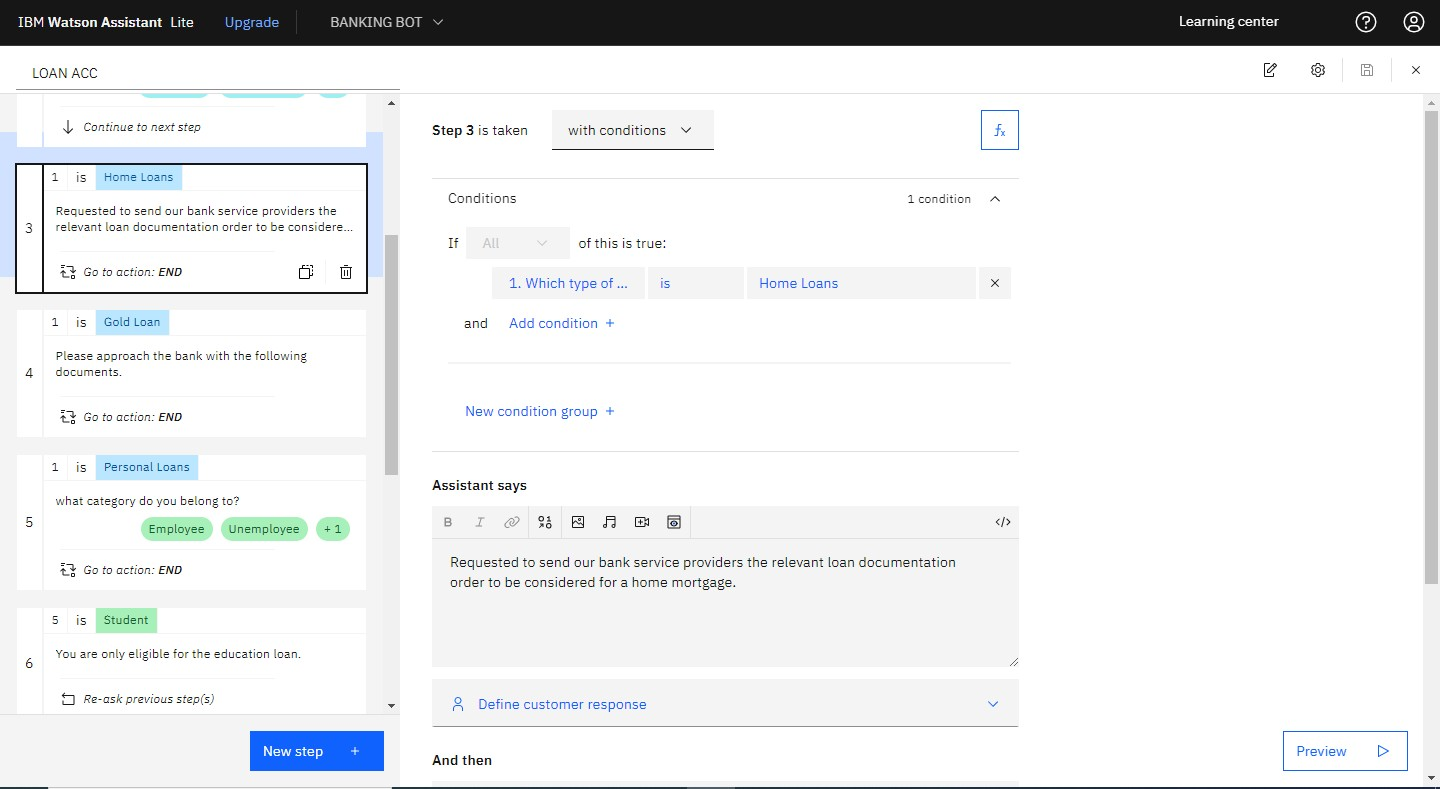 IBM Watson Assistant Lite Upgrade BANKING BOT Learning center
LOAN ACC
Continue to next step
3
1 is Home Loans
Requested to send our bank service providers the
relevant loan documentation order to be considere...
Go to action: END
4
1 is Gold Loan
Please approach the bank with the following
documents.
Go to action: END
5
1 is Personal Loans
what category do you belong to?
Employee Unemployee + 1
Go to action: END
6
5 is Student
You are only eligible for the education loan.
Re-ask previous step(s)
New step +
Step 3 is taken with conditions fx
Conditions 1 condition
If All of this is true:
1. Which type of ... is Home Loans
and Add condition +
New condition group +
Assistant says
B I </>
Requested to send our bank service providers the relevant loan documentation
order to be considered for a home mortgage.
Define customer response
And then
Preview